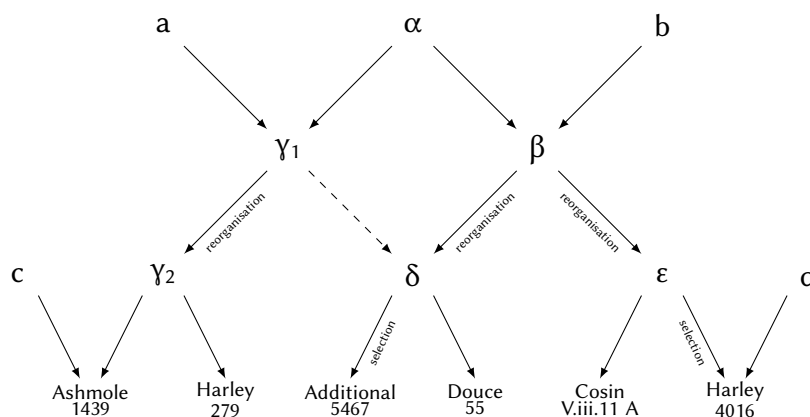 a α b
γ1 β
reorganisation reorganisation reorganisation
c γ2 δ ε
selection selection
Ashmole Harley Additional Douce Cosin Harley
1439 279 5467 55 V.iii.11 A 4016